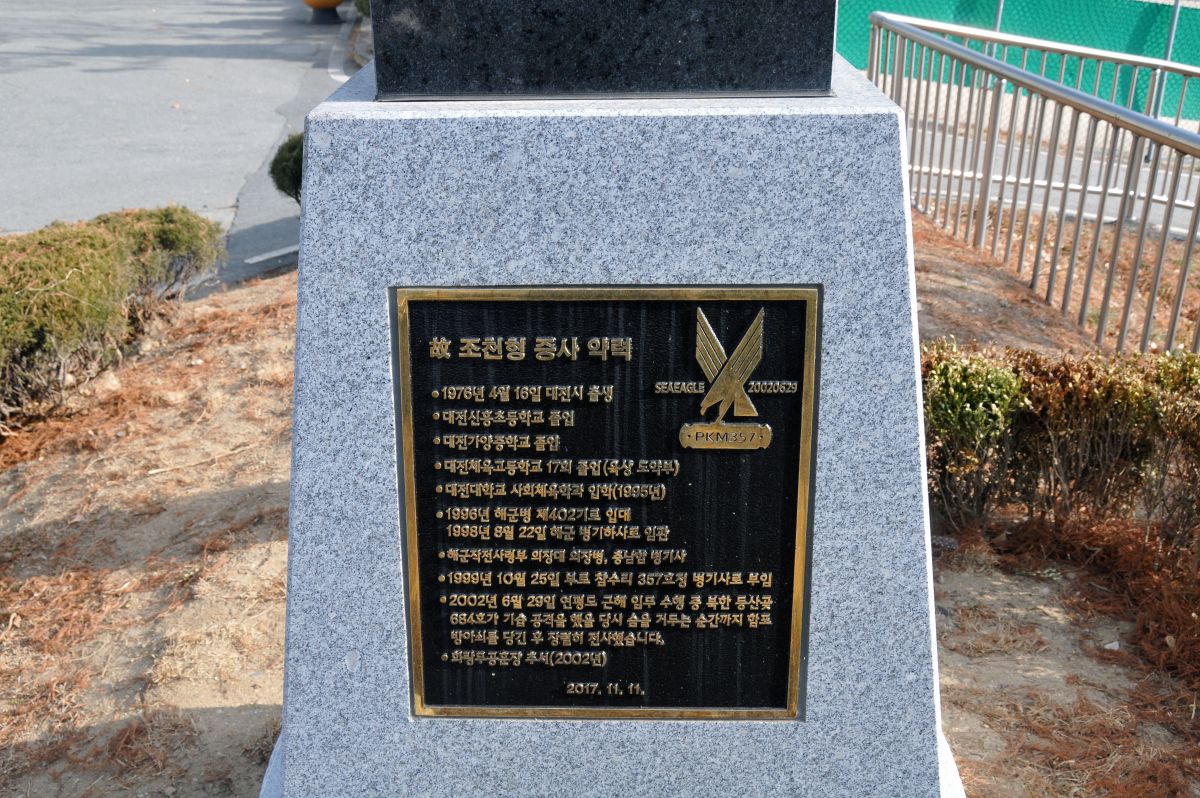 故 조천형 중사 약력
SEAEAGLE 20020629
PKM357
• 1976년 4월 16일 대전시 출생
• 대전신흥초등학교 졸업
• 대전가양중학교 졸업
• 대전체육고등학교 17회 졸업(육상 도약부)
• 대전대학교 사회체육학과 입학(1995년)
• 1996년 해군병 제402기로 입대
1998년 8월 22일 해군 병기하사로 임관
• 해군작전사령부 의장대 의장병, 충남함 병기사
• 1999년 10월 25일 부로 참수리 357호정 병기사로 부임
• 2002년 6월 29일 연평도 근해 임무 수행 중 북한 등산곶
684호가 기습 공격을 했을 당시 숨을 거두는 순간까지 함포
방아쇠를 당긴 후 장렬히 전사했습니다.
• 화랑무공훈장 추서(2002년)
2017. 11. 11.